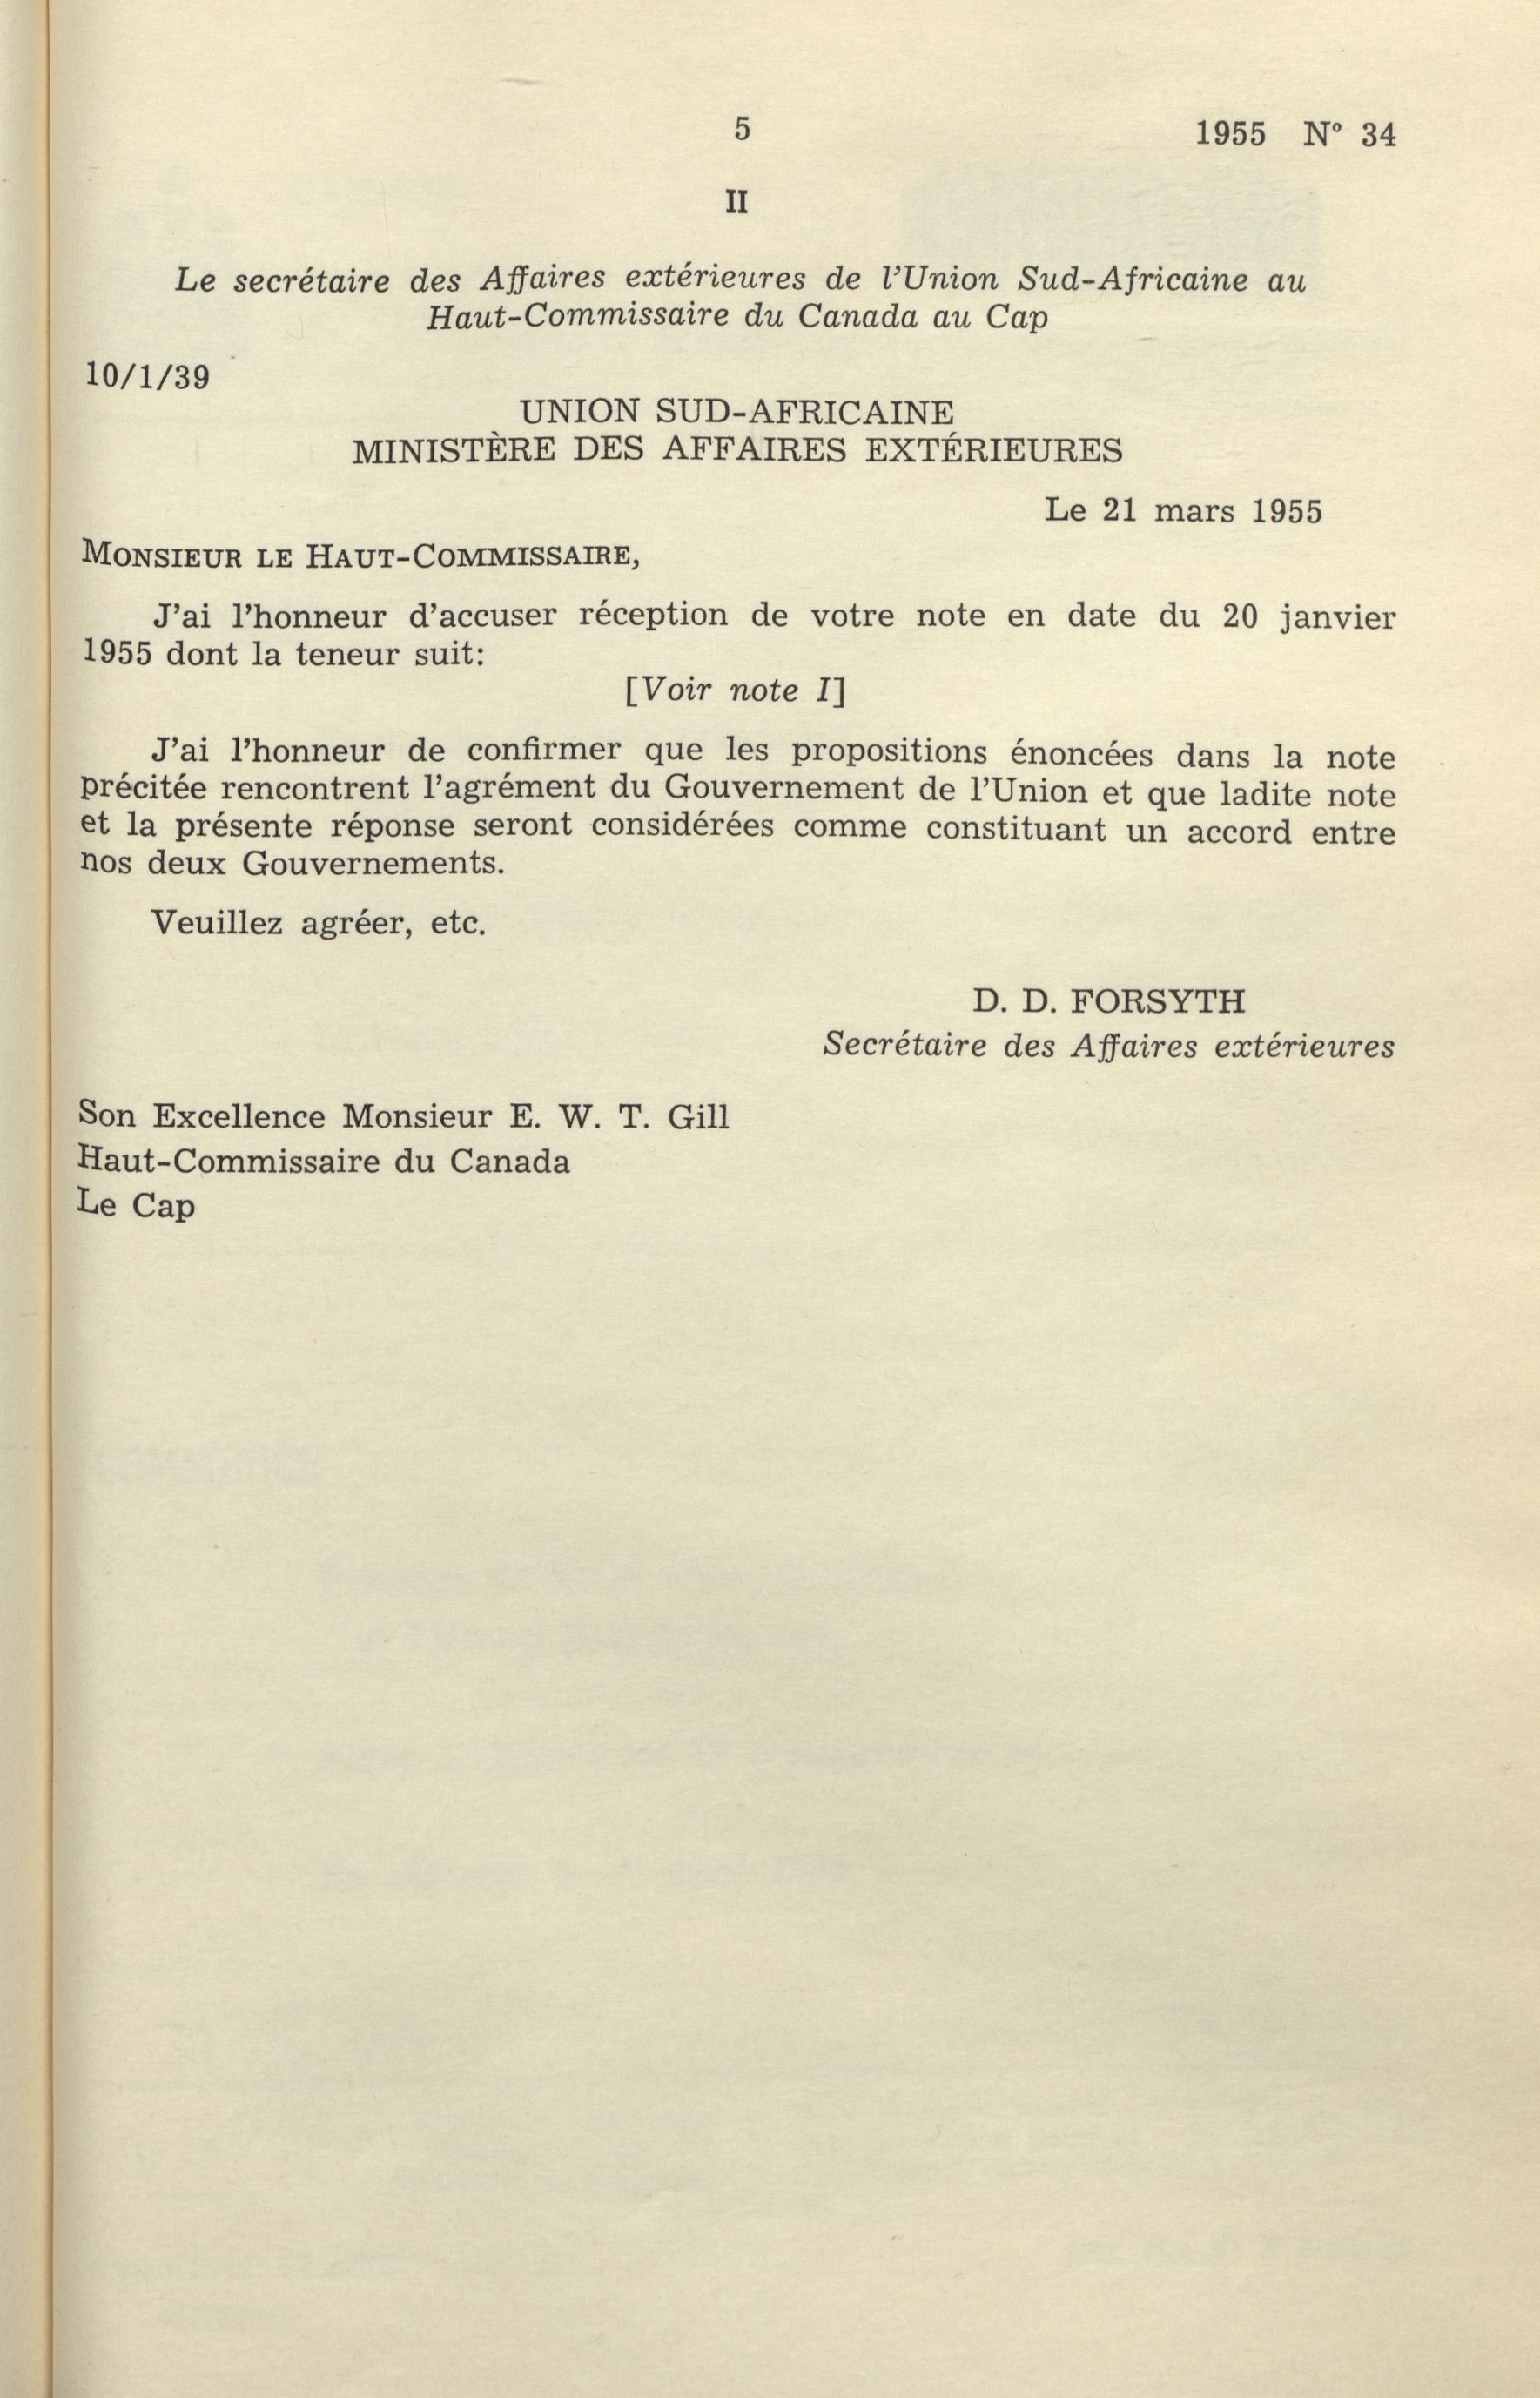 5
1955 N° 34
II
Le secrétaire des Affaires extérieures de l'Union Sud-Africaine au
Haut-Commissaire du Canada au Cap
10/1/39
UNION SUD-AFRICAINE
MINISTÈRE DES AFFAIRES EXTÉRIEURES
Le 21 mars 1955
MONSIEUR LE HAUT-COMMISSAIRE,
J'ai l'honneur d'accuser réception de votre note en date du 20 janvier
1955 dont la teneur suit:
[Voir note I]
J'ai l'honneur de confirmer que les propositions énoncées dans la note
précitée rencontrent l'agrément du Gouvernement de l'Union et que ladite note
et la présente réponse seront considérées comme constituant un accord entre
nos deux Gouvernements.
Veuillez agréer, etc.
D. D. FORSYTH
Secrétaire des Affaires extérieures
Son Excellence Monsieur E. W. T. Gill
Haut-Commissaire du Canada
Le Cap